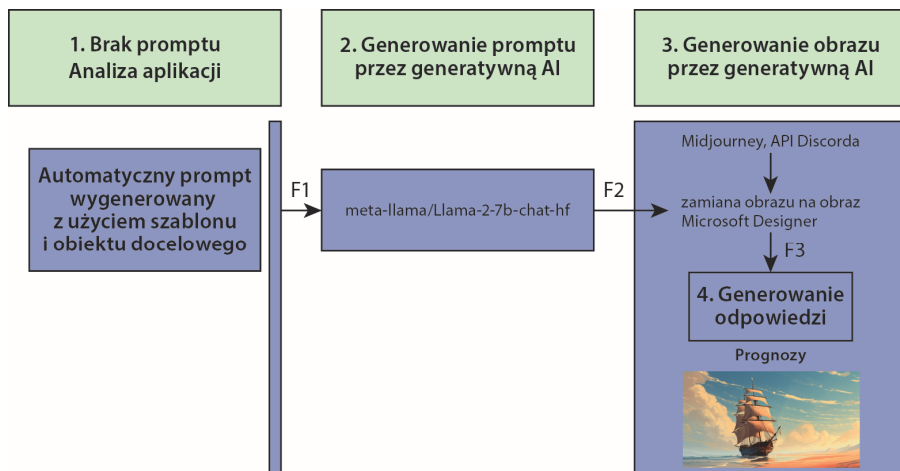 1. Brak promptu
Analiza aplikacji
2. Generowanie promptu
przez generatywną AI
3. Generowanie obrazu
przez generatywną AI
Automatyczny prompt
wygenerowany
z użyciem szablonu
i obiektu docelowego
F1
meta-llama/Llama-2-7b-chat-hf
F2
Midjourney, API Discorda
zamiana obrazu na obraz
Microsoft Designer
F3
4. Generowanie
odpowiedzi
Prognozy